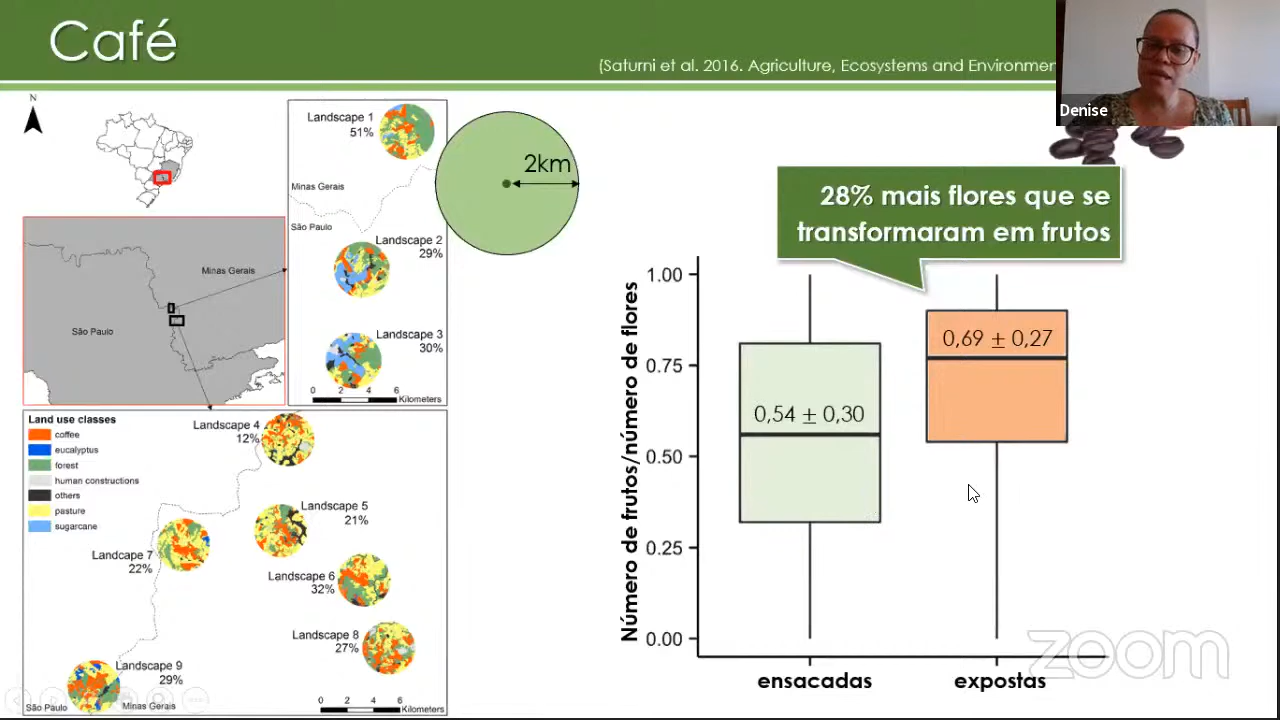 Café
(Saturni et al. 2016. Agriculture, Ecosystems and Environmen
Denise
N
Landscape 1
51%
Minas Gerais
São Paulo
Landscape 2
29%
Landscape 3
30%
0 2 4 6
Kilometers
2km
Minas Gerais
São Paulo
Land use classes
coffee
eucalyptus
forest
human constructions
others
pasture
sugarcane
Landscape 4
12%
Landscape 5
21%
Landcape 7
22%
Landscape 6
32%
Landscape 8
27%
Landscape 9
29%
São Paulo
Minas Gerais
0 2 4 6
Kilometers
28% mais flores que se
transformaram em frutos
Número de frutos/número de flores
1.00
0.75
0.50
0.25
0.00
0,54 ± 0,30
0,69 ± 0,27
ensacadas
expostas
zoom